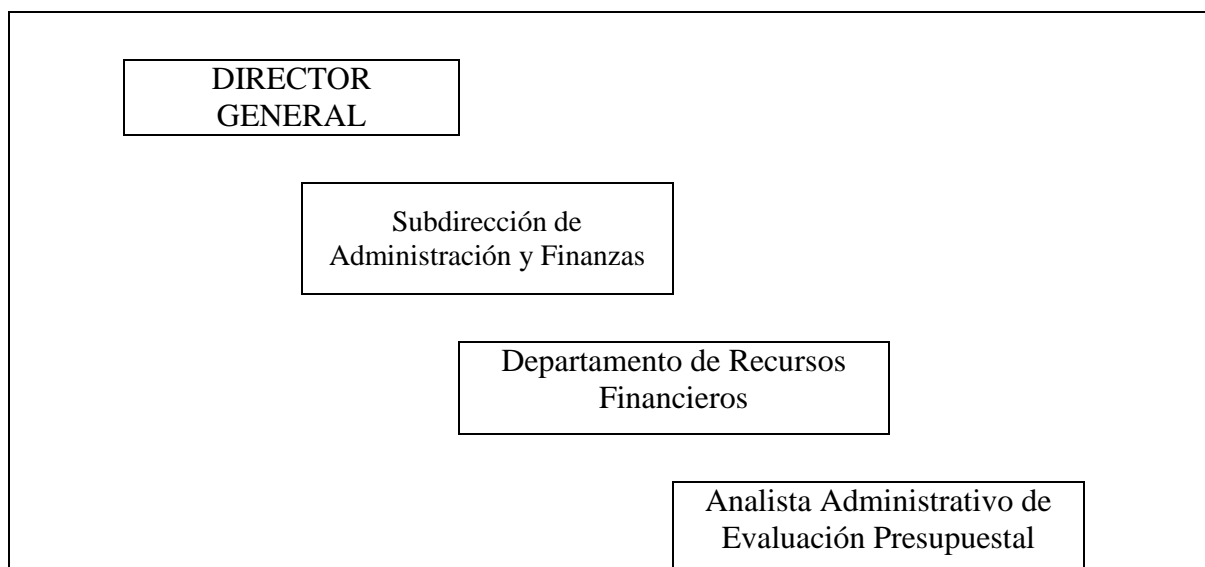 DIRECTOR
GENERAL
Subdirección de
Administración y Finanzas
Departamento de Recursos
Financieros
Analista Administrativo de
Evaluación Presupuestal